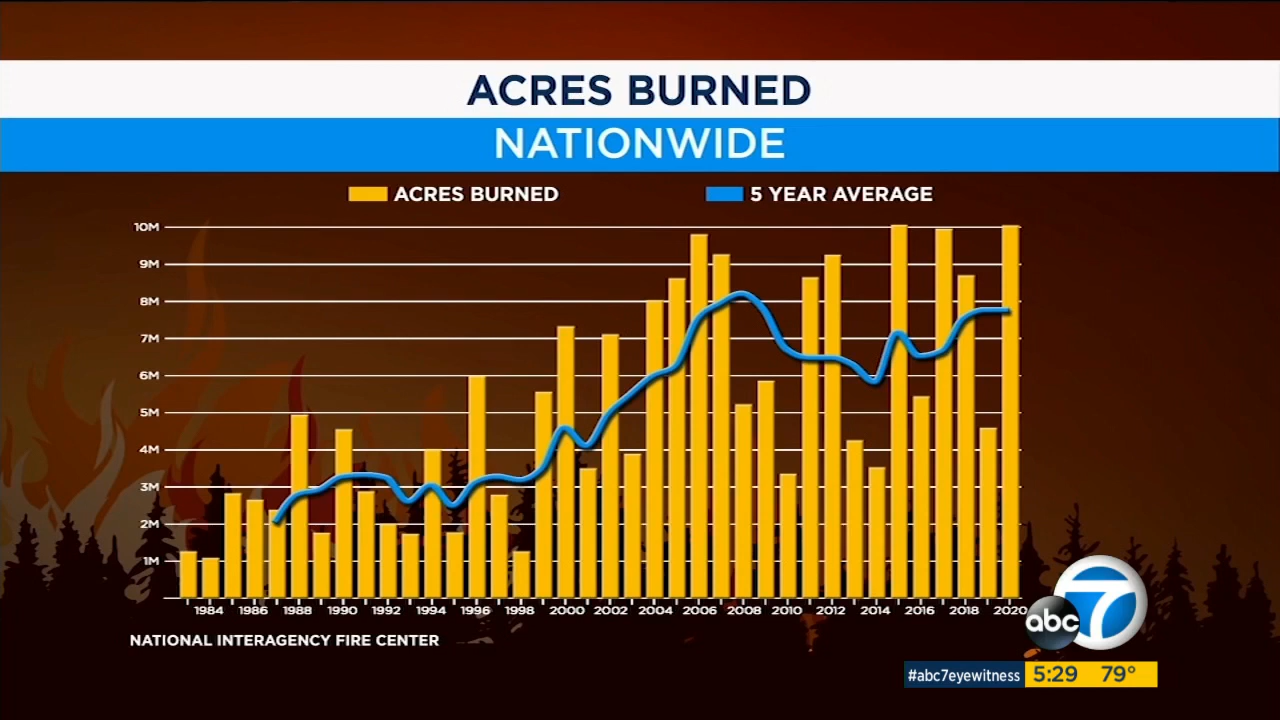 ACRES BURNED
NATIONWIDE
ACRES BURNED 5 YEAR AVERAGE
10M
9M
8M
7M
6M
5M
4M
3M
2M
1M
1984 1986 1988 1990 1992 1994 1996 1998 2000 2002 2004 2006 2008 2010 2012 2014 2016 2018 2020
NATIONAL INTERAGENCY FIRE CENTER
abc 7
#abc7eyewitness 5:29 79°